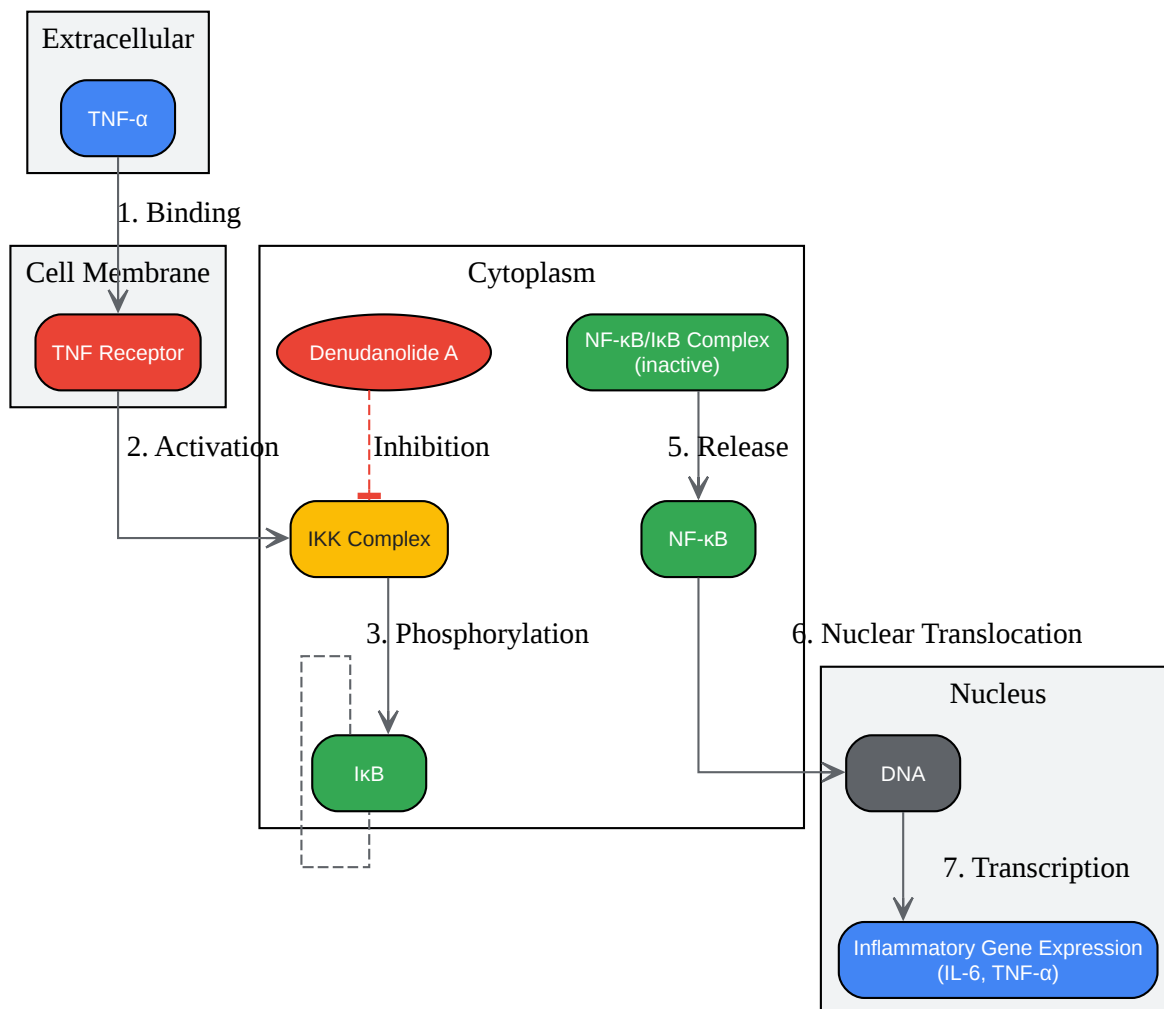 Extracellular
TNF-α
1. Binding
Cell Membrane
TNF Receptor
2. Activation
Cytoplasm
Denudanolide A
Inhibition
IKK Complex
3. Phosphorylation
IκB
NF-κB/IκB Complex
(inactive)
5. Release
NF-κB
6. Nuclear Translocation
Nucleus
DNA
7. Transcription
Inflammatory Gene Expression
(IL-6, TNF-α)